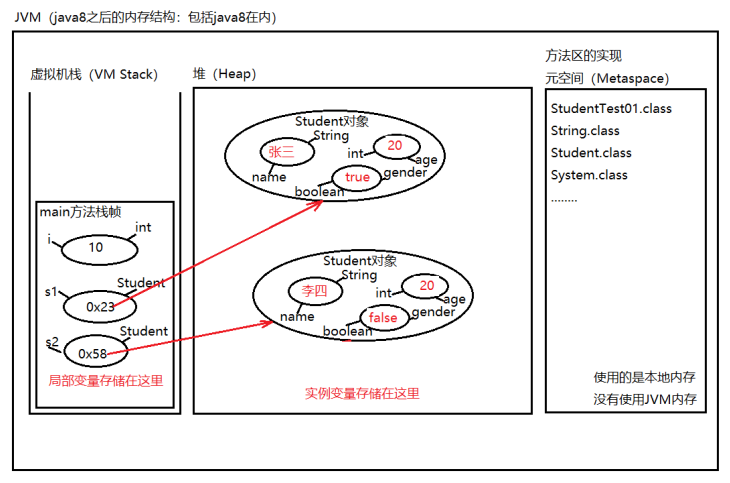 JVM（java8之后的内存结构：包括java8在内）
虚拟机栈（VM Stack）
main方法栈帧
i
int
10
s1
Student
0x23
s2
Student
0x58
局部变量存储在这里
堆（Heap）
Student对象
String
张三
name
int
20
age
boolean
true
gender
Student对象
String
李四
name
int
20
age
boolean
false
gender
实例变量存储在这里
方法区的实现
元空间（Metaspace）
StudentTest01.class
String.class
Student.class
System.class
........
使用的是本地内存
没有使用JVM内存